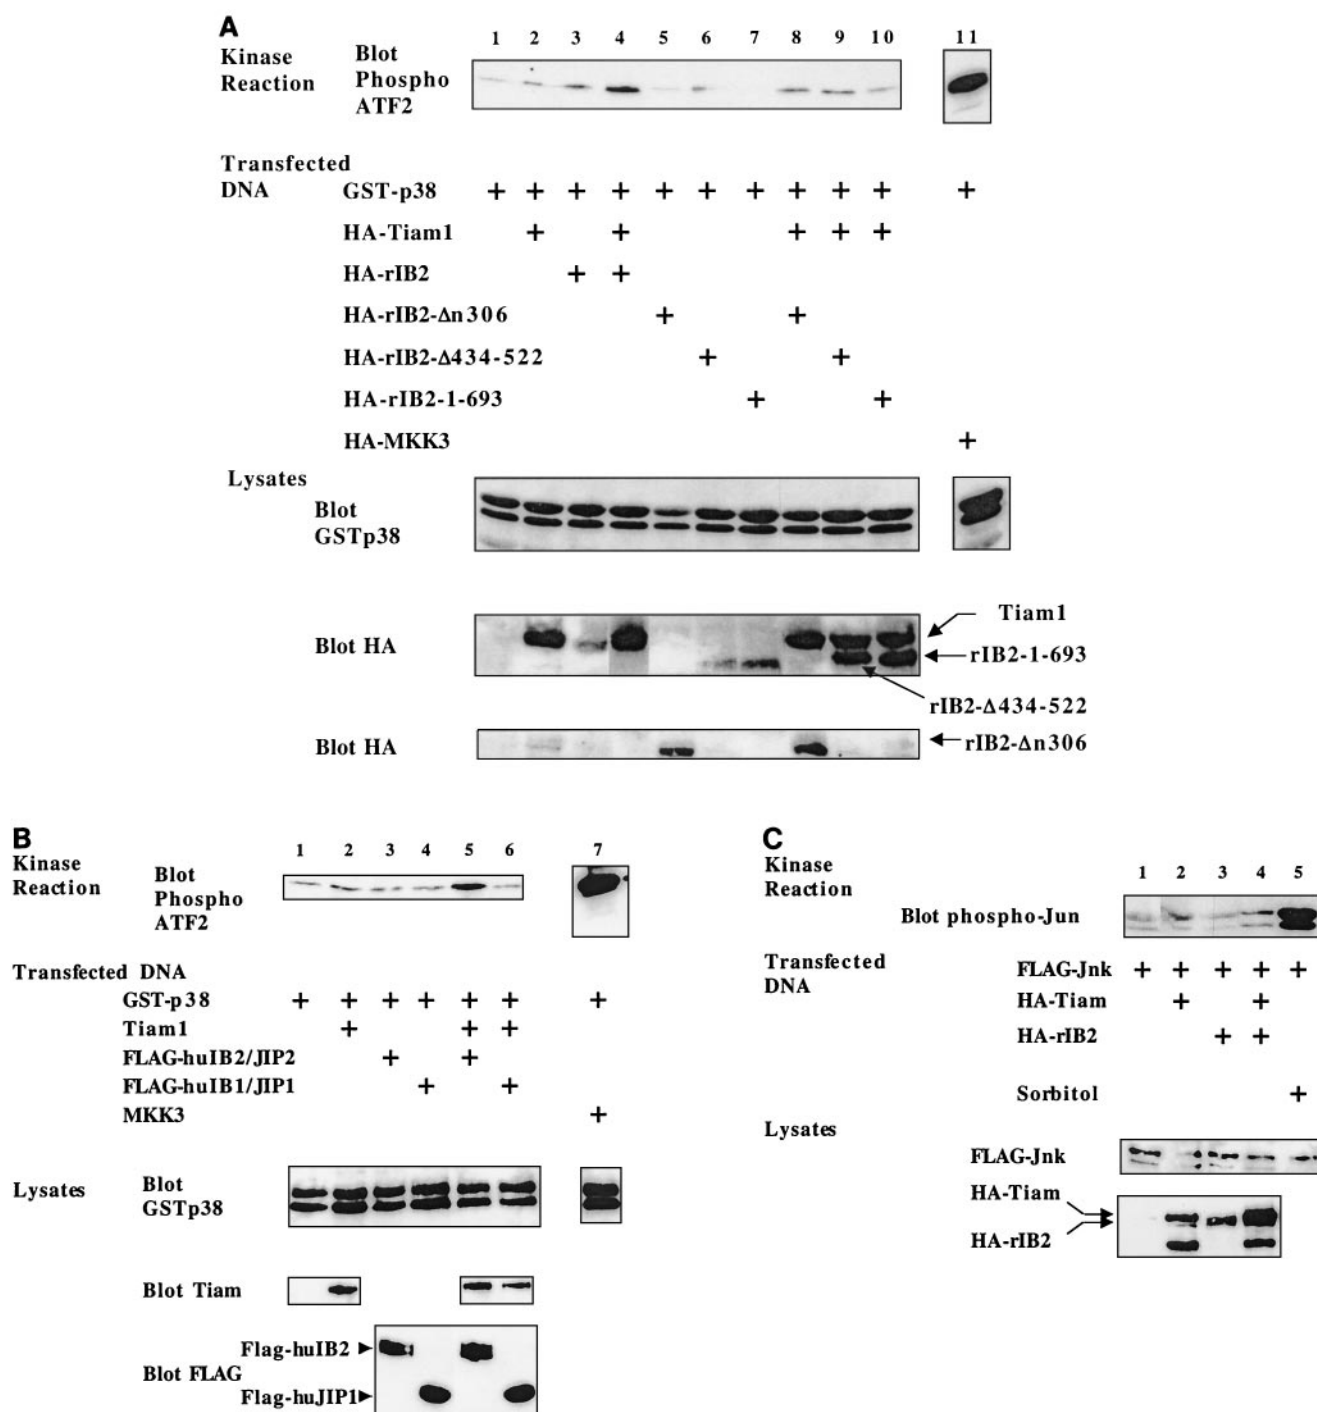 A
1 2 3 4 5 6 7 8 9 10 11
Kinase Reaction
Blot Phospho ATF2
Transfected DNA
GST-p38 + + + + + + + + + + +
HA-Tiam1 + + + + +
HA-rIB2 + +
HA-rIB2-Δn306 + +
HA-rIB2-Δ434-522 + +
HA-rIB2-1-693 + +
HA-MKK3 +
Lysates
Blot GSTp38
Blot HA
Tiam1
rIB2-1-693
rIB2-Δ434-522
Blot HA
rIB2-Δn306
B
Kinase Reaction
1 2 3 4 5 6 7
Blot Phospho ATF2
Transfected DNA
GST-p38 + + + + + + +
Tiam1 + + +
FLAG-huIB2/JIP2 + +
FLAG-huIB1/JIP1 + +
MKK3 +
Lysates
Blot GSTp38
Blot Tiam
Flag-huIB2
Blot FLAG
Flag-huJIP1
C
Kinase Reaction
1 2 3 4 5
Blot phospho-Jun
Transfected DNA
FLAG-Jnk + + + + +
HA-Tiam + +
HA-rIB2 + +
Sorbitol +
Lysates
FLAG-Jnk
HA-Tiam
HA-rIB2